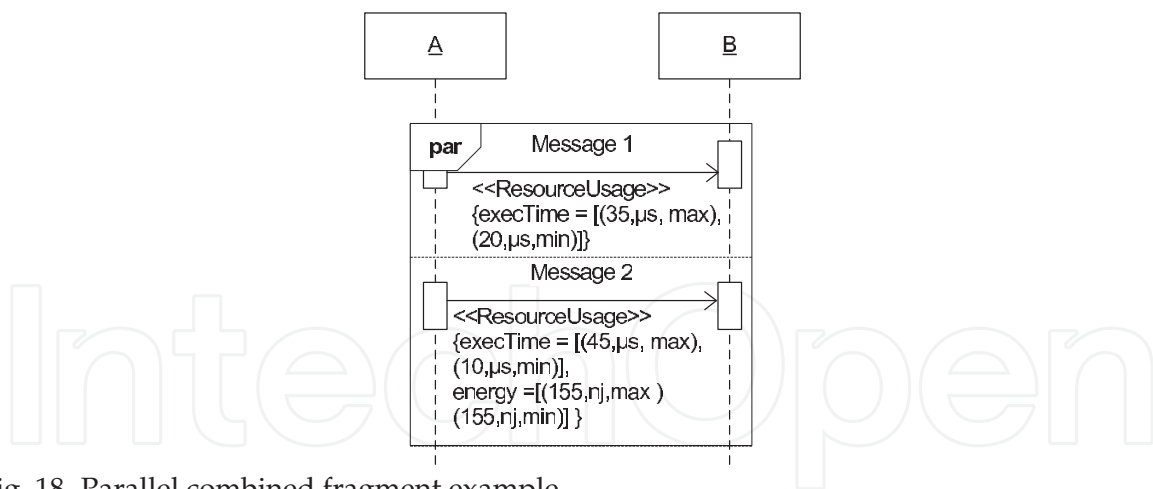 A
B
par
Message 1
<<ResourceUsage>>
{execTime = [(35,µs, max),
(20,µs,min)]}
Message 2
<<ResourceUsage>>
{execTime = [(45,µs, max),
(10,µs,min)],
energy =[(155,nj,max )
(155,nj,min)] }
IntechOpen
ig. 18. Parallel combined fragment example